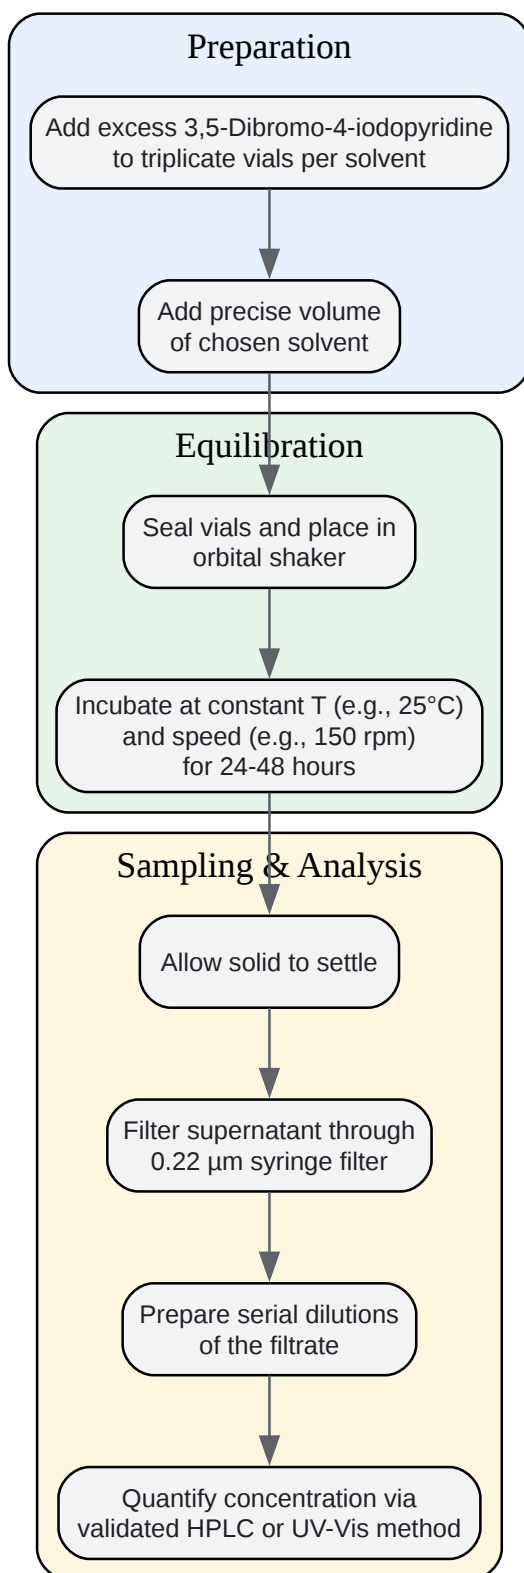 Preparation
Add excess 3,5-Dibromo-4-iodopyridine
to triplicate vials per solvent
Add precise volume
of chosen solvent
Equilibration
Seal vials and place in
orbital shaker
Incubate at constant T (e.g., 25°C)
and speed (e.g., 150 rpm)
for 24-48 hours
Sampling & Analysis
Allow solid to settle
Filter supernatant through
0.22 µm syringe filter
Prepare serial dilutions
of the filtrate
Quantify concentration via
validated HPLC or UV-Vis method